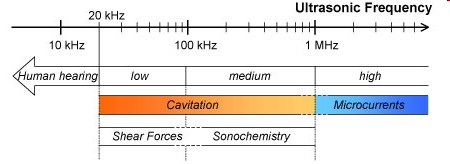 Ultrasonic Frequency
20 kHz
10 kHz 100 kHz 1 MHz
Human hearing low medium high
Cavitation Microcurrents
Shear Forces Sonochemistry